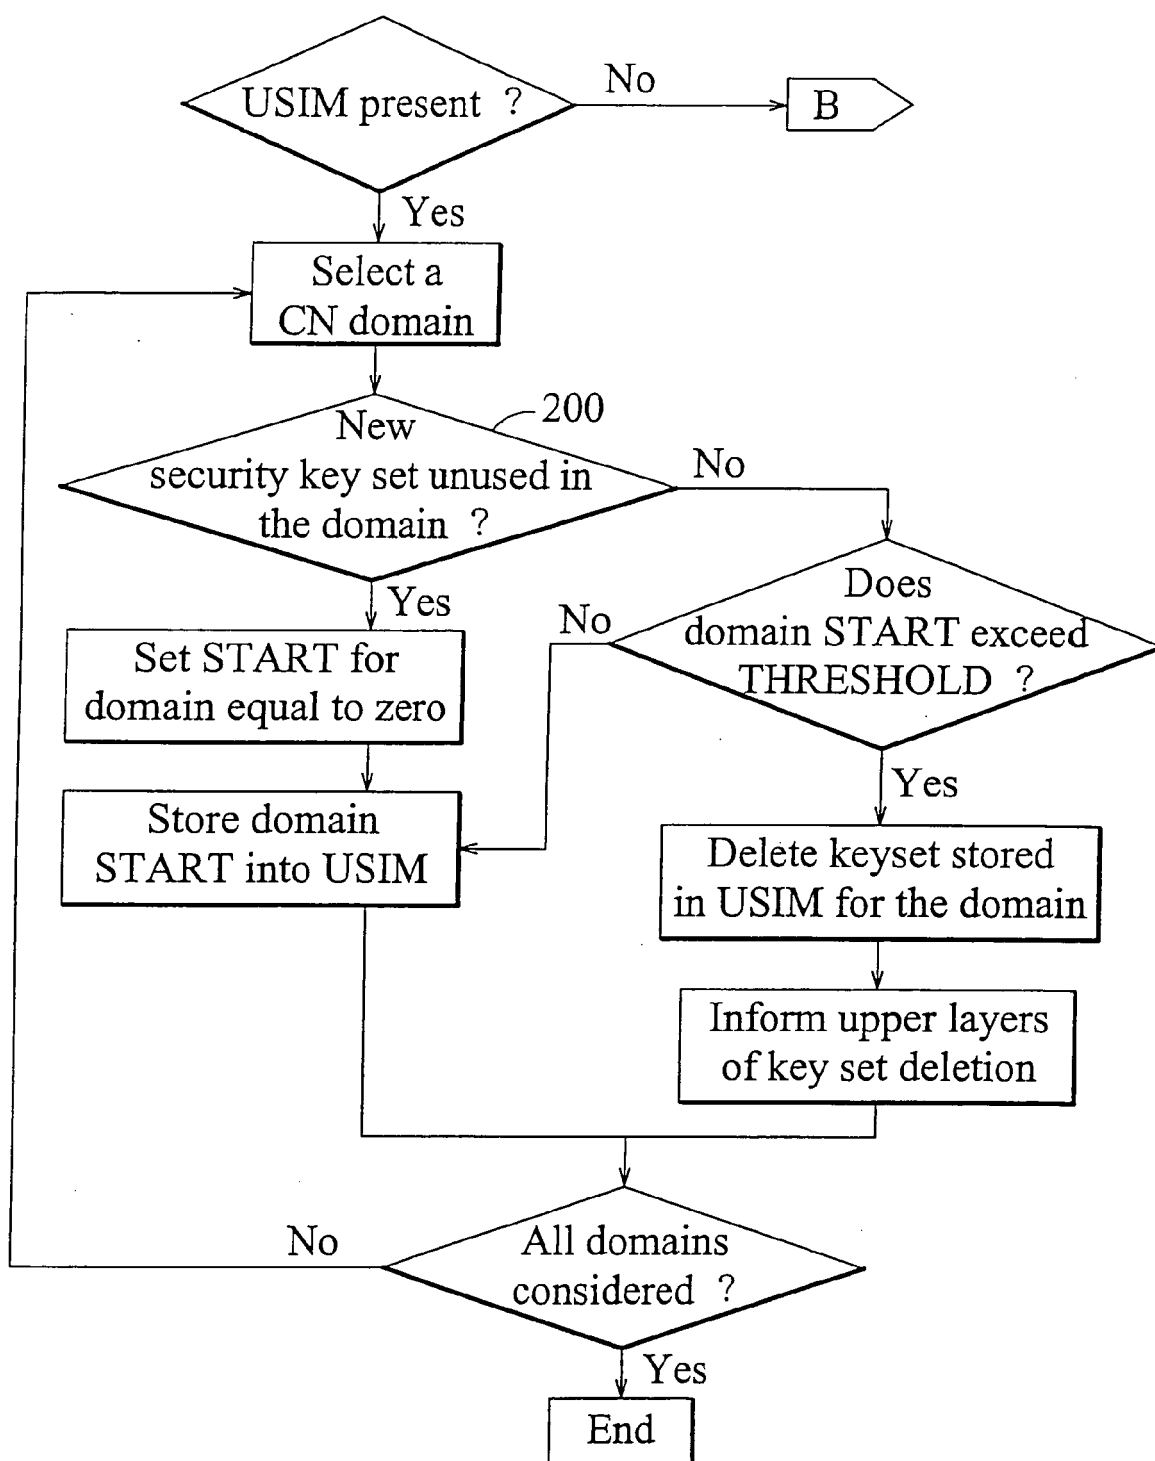 USIM present ?
No
B
Yes
Select a
CN domain
200
New
security key set unused in
the domain ?
No
Yes
Does
domain START exceed
THRESHOLD ?
No
Set START for
domain equal to zero
Yes
Store domain
START into USIM
Delete keyset stored
in USIM for the domain
Inform upper layers
of key set deletion
All domains
considered ?
No
Yes
End